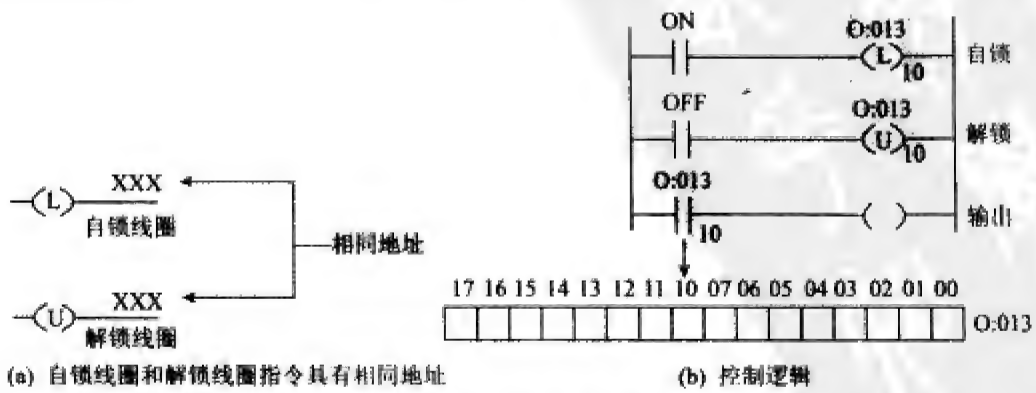 XXX
(L)
自锁线圈
相同地址
XXX
(U)
解锁线圈
(a) 自锁线圈和解锁线圈指令具有相同地址
ON
O:013
(L)
10
自锁
OFF
O:013
(U)
10
解锁
O:013
10
( )
输出
17 16 15 14 13 12 11 10 07 06 05 04 03 02 01 00
O:013
(b) 控制逻辑